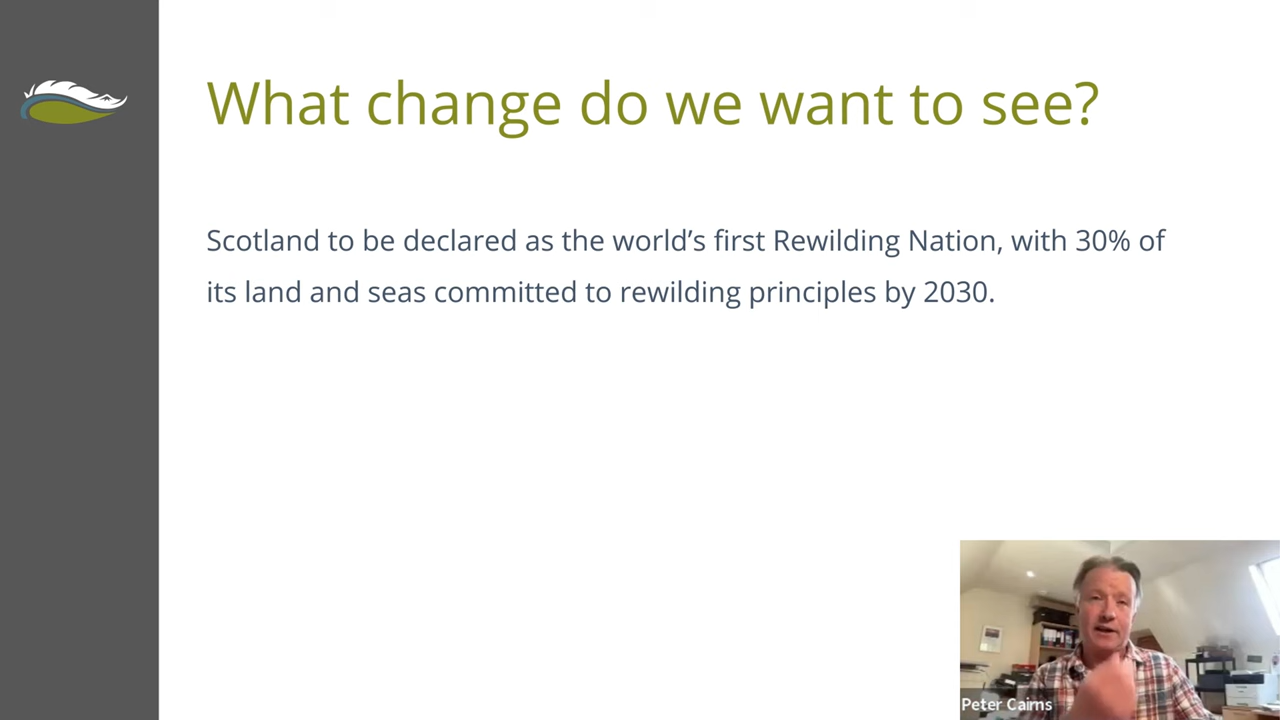 What change do we want to see?
Scotland to be declared as the world’s first Rewilding Nation, with 30% of
its land and seas committed to rewilding principles by 2030.
Peter Cairns